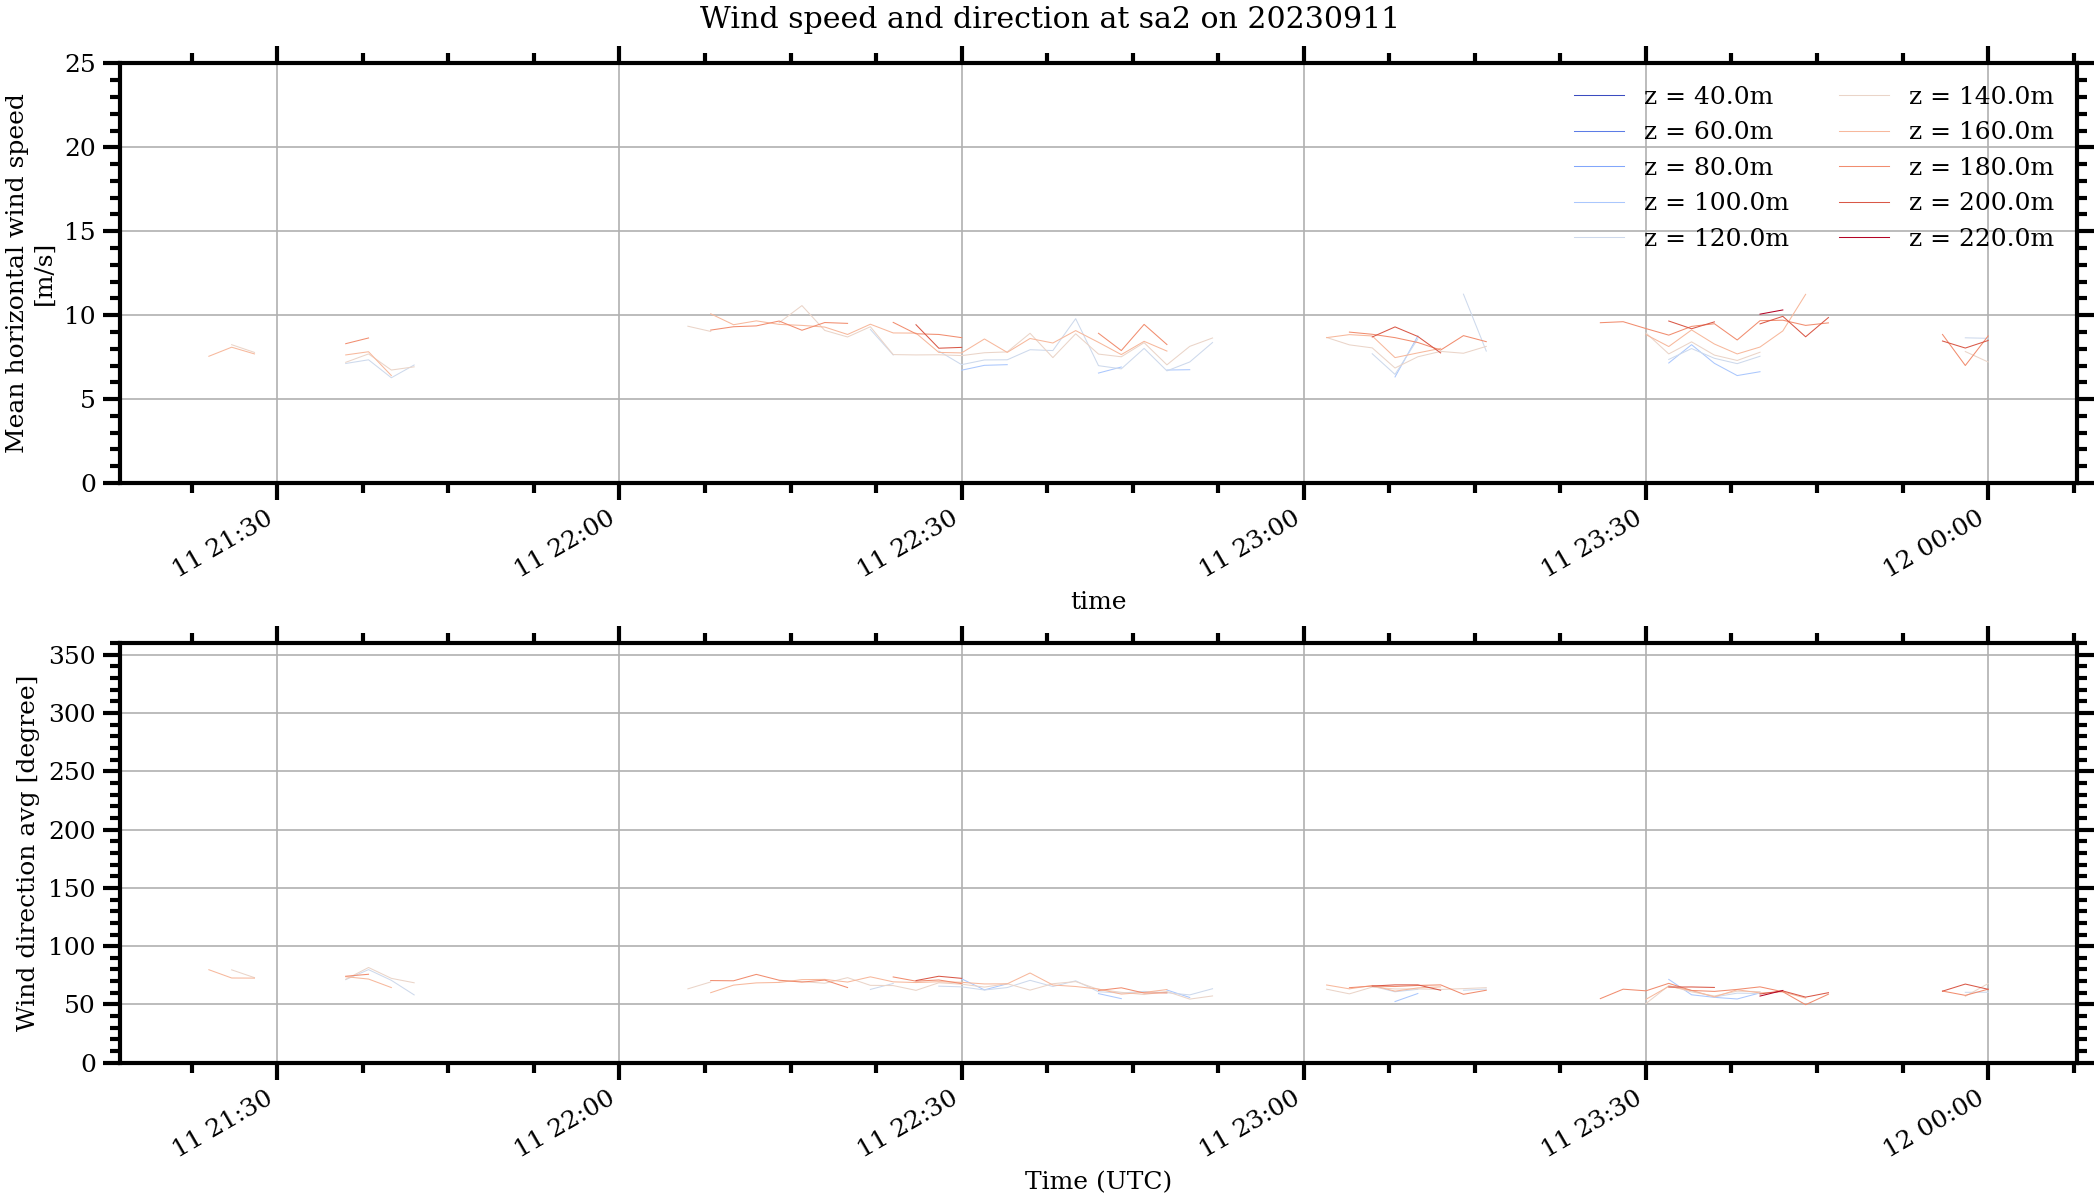 Wind speed and direction at sa2 on 20230911
Mean horizontal wind speed
[m/s]
25
20
15
10
5
0
z = 40.0m
z = 60.0m
z = 80.0m
z = 100.0m
z = 120.0m
z = 140.0m
z = 160.0m
z = 180.0m
z = 200.0m
z = 220.0m
11 21:30
11 22:00
11 22:30
11 23:00
11 23:30
12 00:00
time
Wind direction avg [degree]
350
300
250
200
150
100
50
0
11 21:30
11 22:00
11 22:30
11 23:00
11 23:30
12 00:00
Time (UTC)